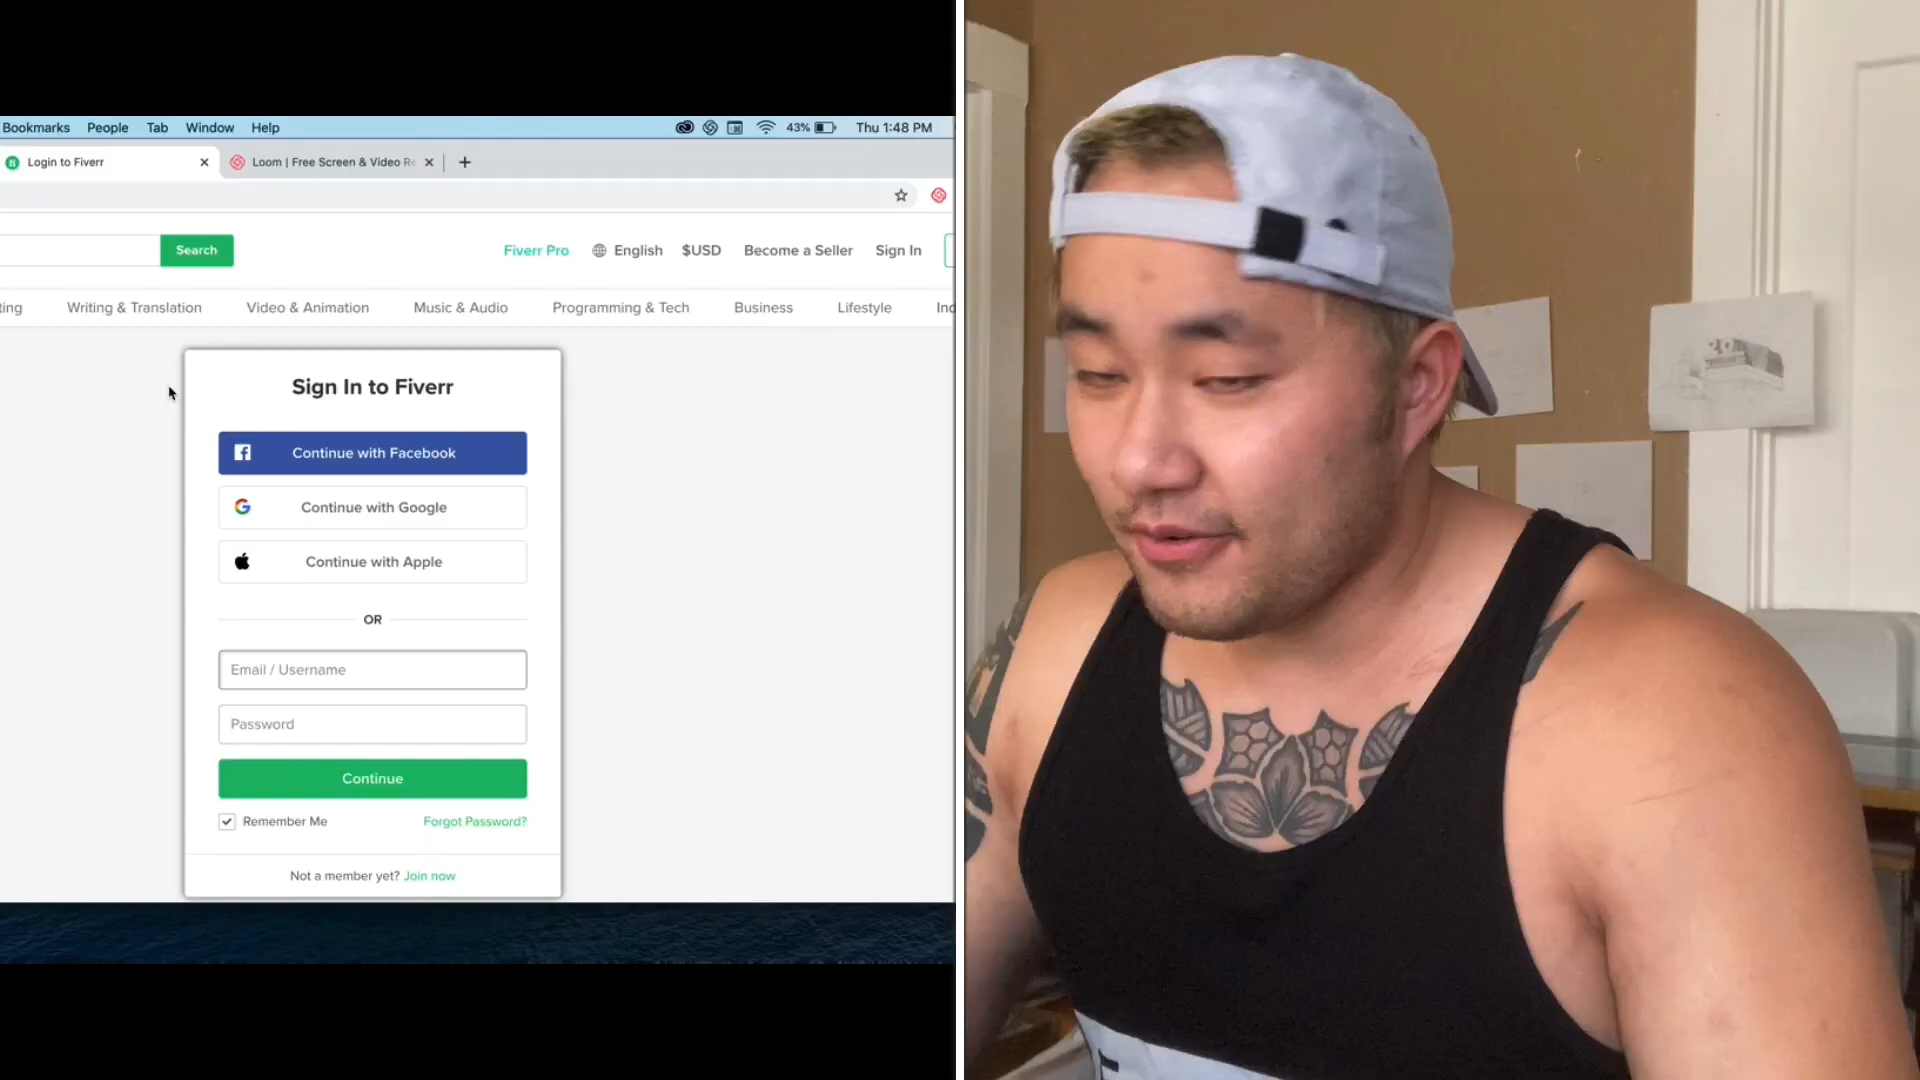 Bookmarks People Tab Window Help 43% Thu 1:48 PM
Login to Fiverr Loom | Free Screen & Video Re
Search Fiverr Pro English $USD Become a Seller Sign In
ting Writing & Translation Video & Animation Music & Audio Programming & Tech Business Lifestyle Ind
Sign In to Fiverr
Continue with Facebook
Continue with Google
Continue with Apple
OR
Email / Username
Password
Continue
Remember Me Forgot Password?
Not a member yet? Join now